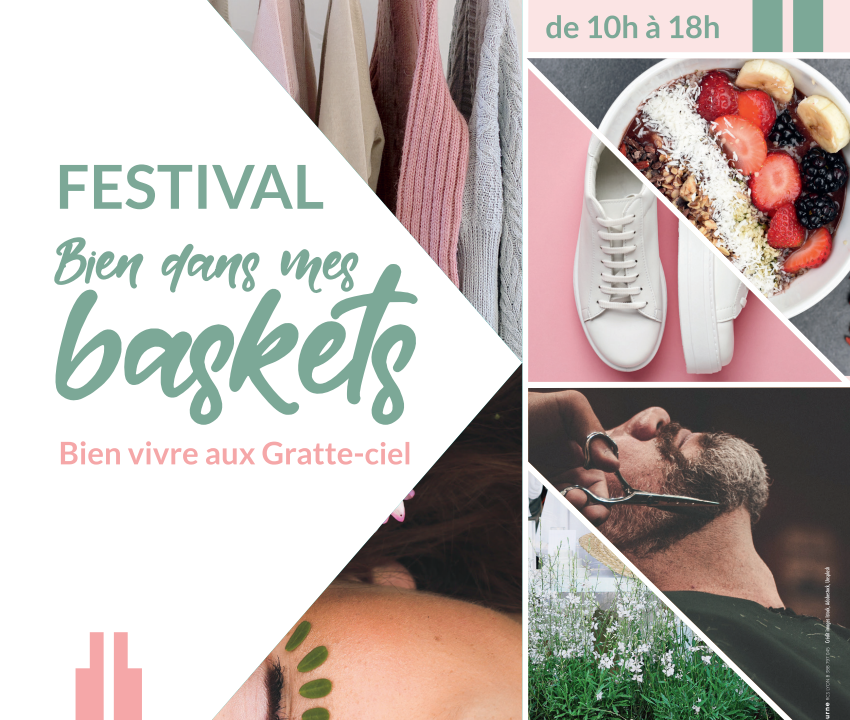 de 10h à 18h
FESTIVAL
Bien dans mes
baskets
Bien vivre aux Gratte-ciel